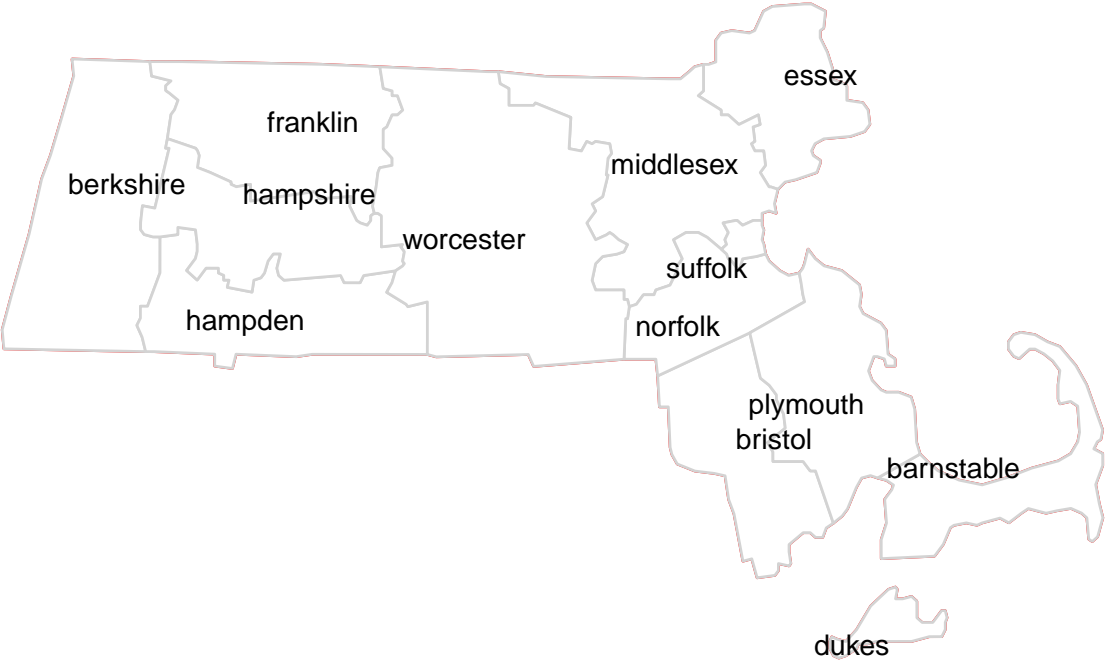 essex
franklin
middlesex
berkshire
hampshire
worcester
suffolk
hampden
norfolk
plymouth
bristol
barnstable
dukes